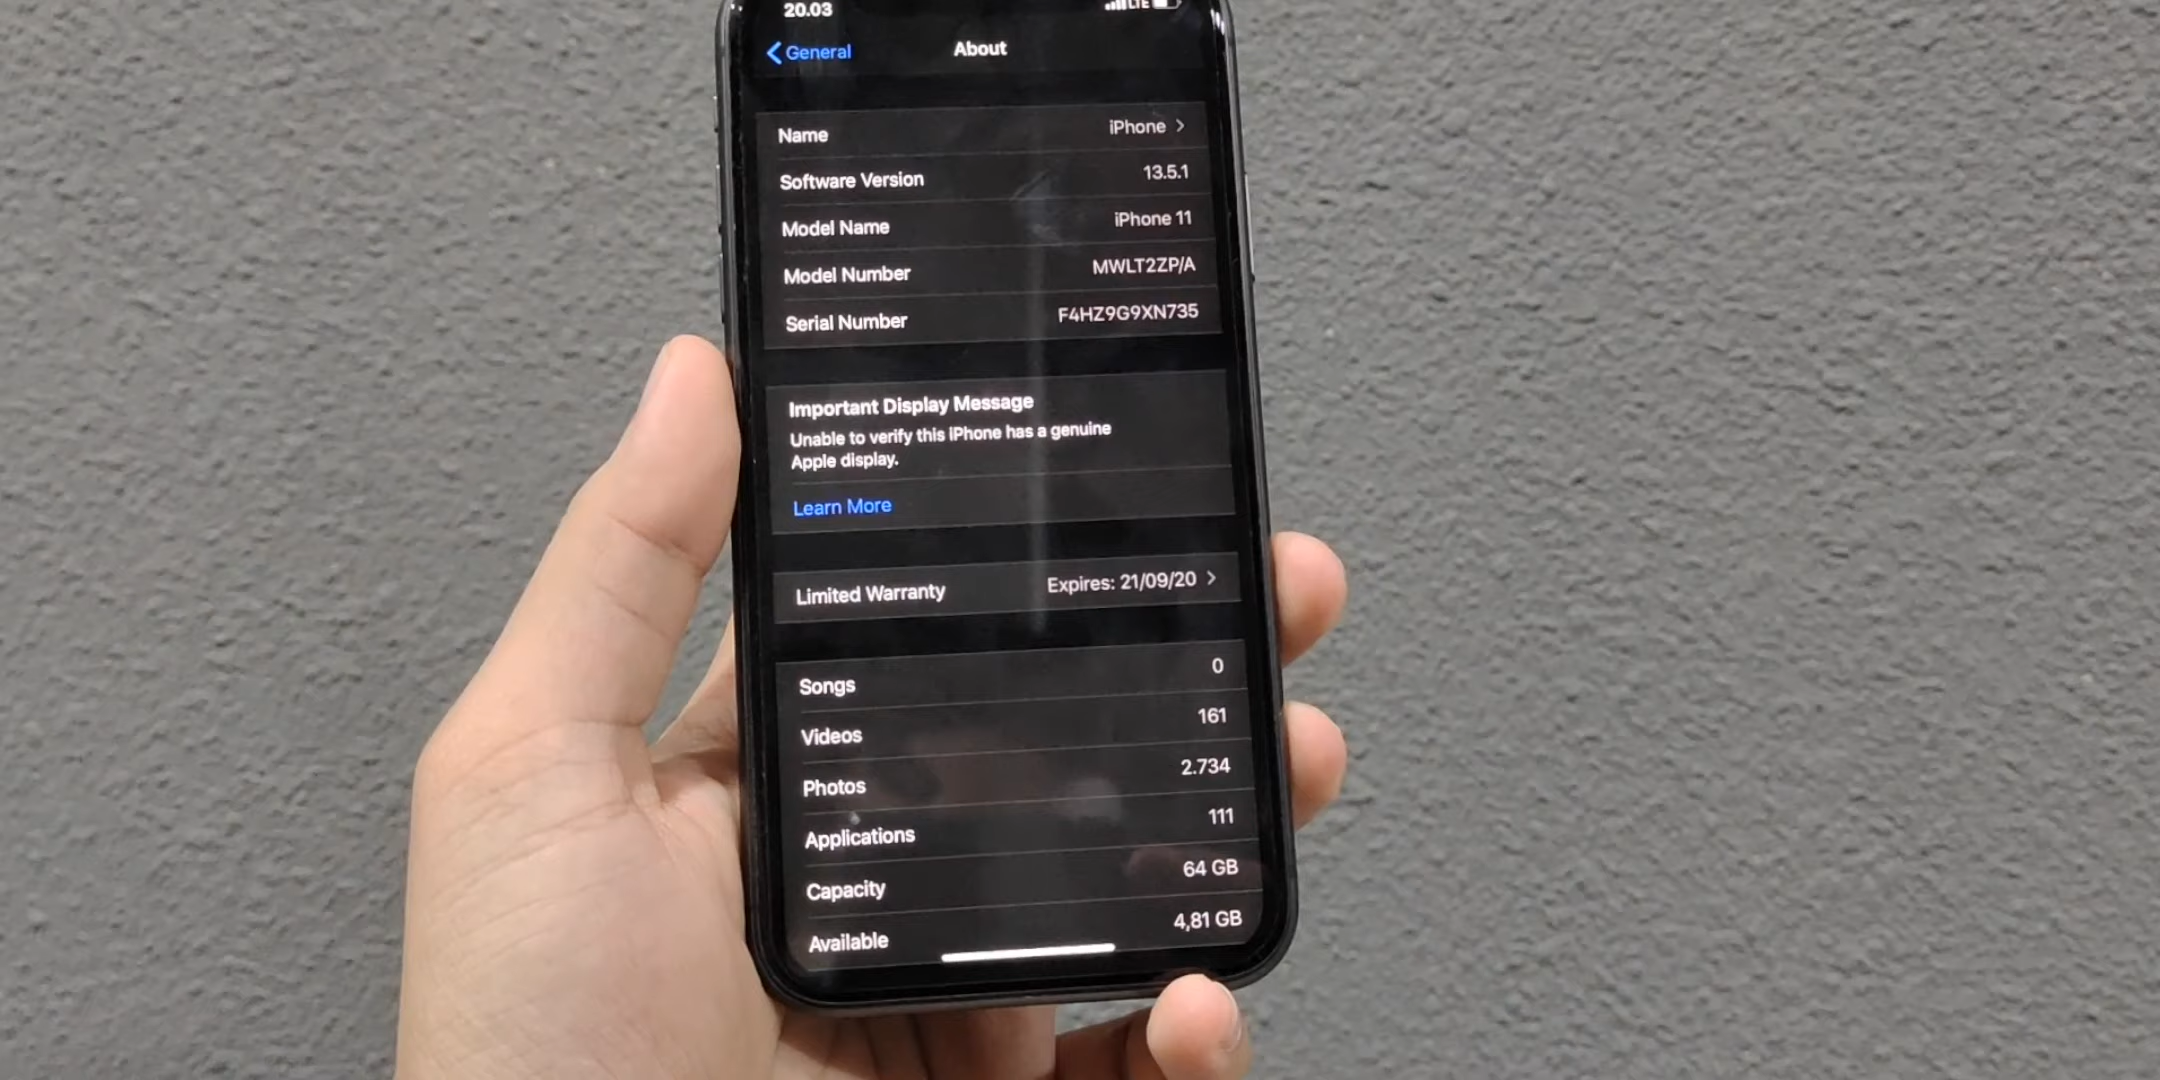 20.03 LTE
General About
Name iPhone
Software Version 13.5.1
Model Name iPhone 11
Model Number MWLT2ZP/A
Serial Number F4HZ9G9XN735
Important Display Message
Unable to verify this iPhone has a genuine
Apple display.
Learn More
Limited Warranty Expires: 21/09/20
Songs 0
Videos 161
Photos 2.734
Applications 111
Capacity 64 GB
Available 4,81 GB